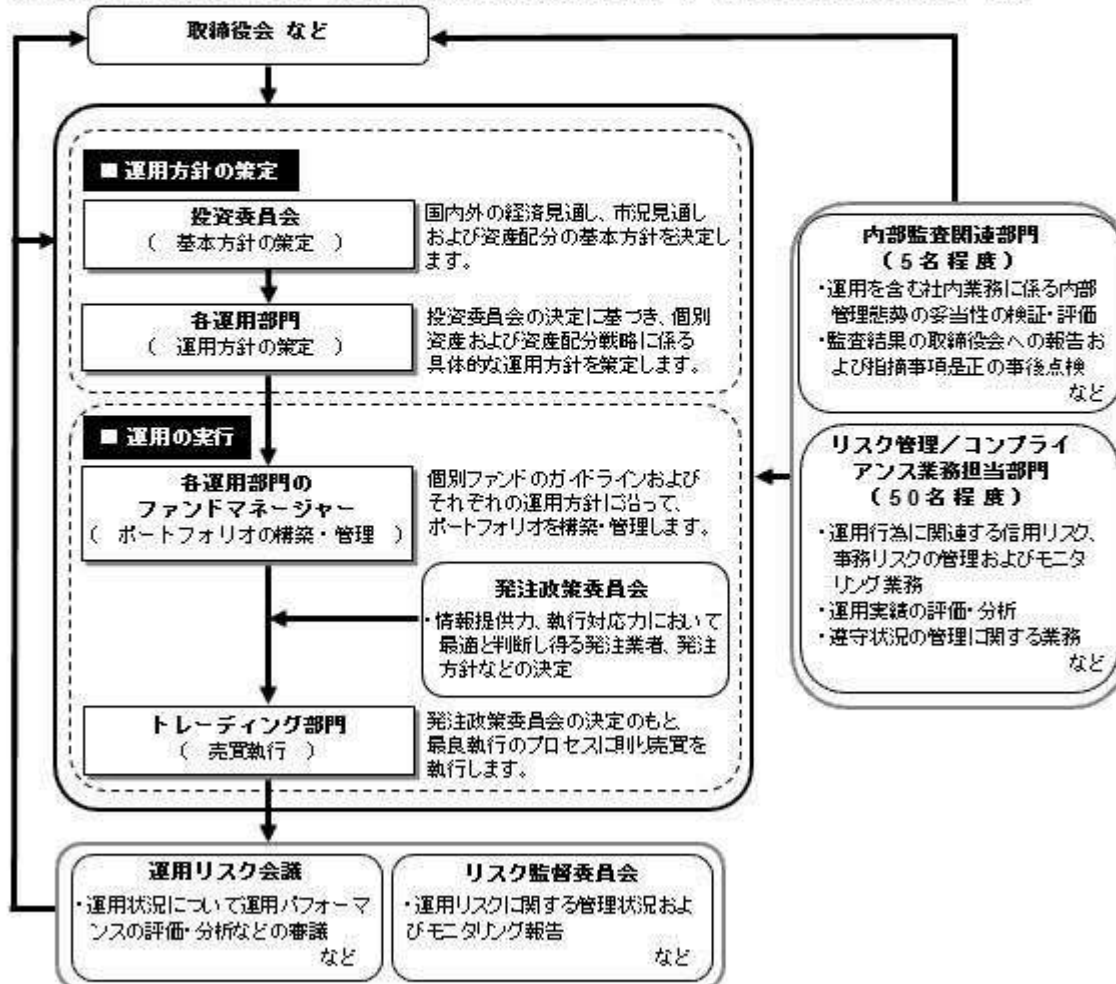 取締役会 など
■ 運用方針の策定
投資委員会
( 基本方針の策定 )
国内外の経済見通し、市況見通し
および資産配分の基本方針を決定し
ます。
各運用部門
( 運用方針の策定 )
投資委員会の決定に基づき、個別
資産および資産配分戦略に係る
具体的な運用方針を策定します。
■ 運用の実行
各運用部門の
ファンドマネージャー
( ポートフォリオの構築・管理 )
個別ファンドのガイドラインおよび
それぞれの運用方針に沿って、
ポートフォリオを構築・管理します。
発注政策委員会
・情報提供力、執行対応力において
最適と判断し得る発注業者、発注
方針などの決定
トレーディング部門
( 売買執行 )
発注政策委員会の決定のもと
最良執行のプロセスに則り売買を
執行します。
運用リスク会議
・運用状況について運用パフォーマ
ンスの評価・分析などの審議
など
リスク監督委員会
・運用リスクに関する管理状況およ
びモニタリング報告
など
内部監査関連部門
(5名程度)
・運用を含む社内業務に係る内部
管理態勢の妥当性の検証・評価
・監査結果の取締役会への報告お
よび指摘事項是正の事後点検
など
リスク管理／コンプライ
アンス業務担当部門
(50名程度)
・運用行為に関連する信用リスク、
事務リスクの管理およびモニタ
リング業務
・運用実績の評価・分析
・遵守状況の管理に関する業務
など